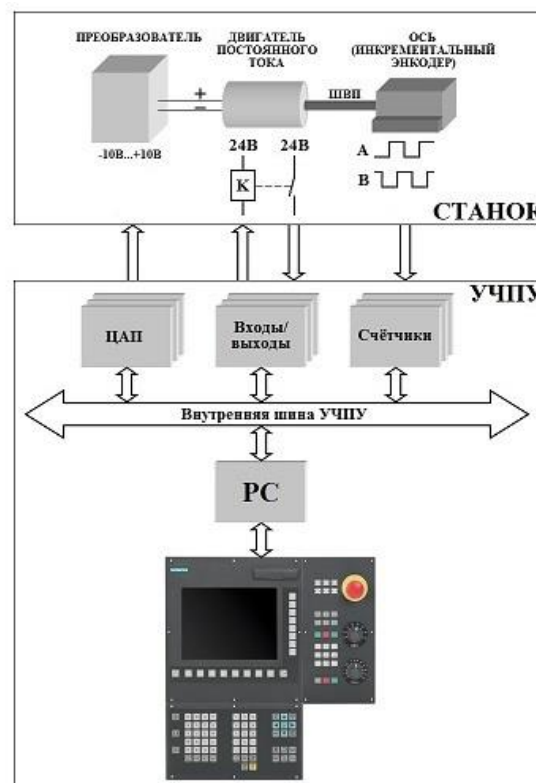 ПРЕОБРАЗОВАТЕЛЬ
ДВИГАТЕЛЬ
ПОСТОЯННОГО
ТОКА
ОСЬ
(ИНКРЕМЕНТАЛЬНЫЙ
ЭНКОДЕР)
+
−
ШВП
-10В...+10В
24В
24В
К
А
В
СТАНОК
УЧПУ
ЦАП
Входы/
выходы
Счётчики
Внутренняя шина УЧПУ
РС